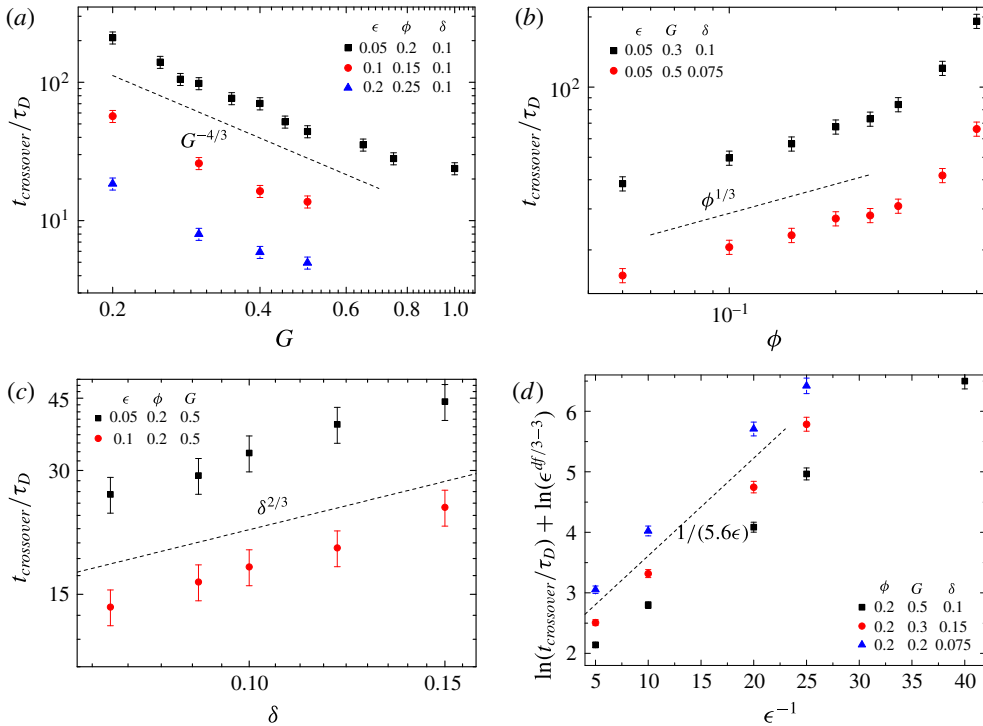 (a)
ϵ ϕ δ
0.05 0.2 0.1
0.1 0.15 0.1
0.2 0.25 0.1
10²
10¹
t_crossover/τ_D
G^{-4/3}
0.2 0.4 0.6 0.8 1.0
G
(b)
ϵ G δ
0.05 0.3 0.1
0.05 0.5 0.075
10²
t_crossover/τ_D
ϕ^{1/3}
10⁻¹
ϕ
(c)
ϵ ϕ G
0.05 0.2 0.5
0.1 0.2 0.5
45
30
15
t_crossover/τ_D
δ^{2/3}
0.10 0.15
δ
(d)
6
5
4
3
2
ln(t_crossover/τ_D) + ln(ϵ^{df/3−3})
1/(5.6ϵ)
ϕ G δ
0.2 0.5 0.1
0.2 0.3 0.15
0.2 0.2 0.075
5 10 15 20 25 30 35 40
ϵ⁻¹